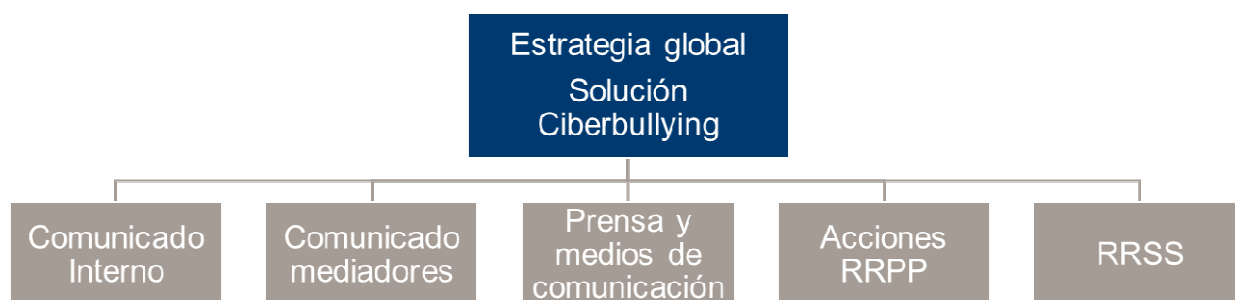 Estrategia global
Solución
Ciberbullying
Comunicado
Interno
Comunicado
mediadores
Prensa y
medios de
comunicación
Acciones
RRPP
RRSS